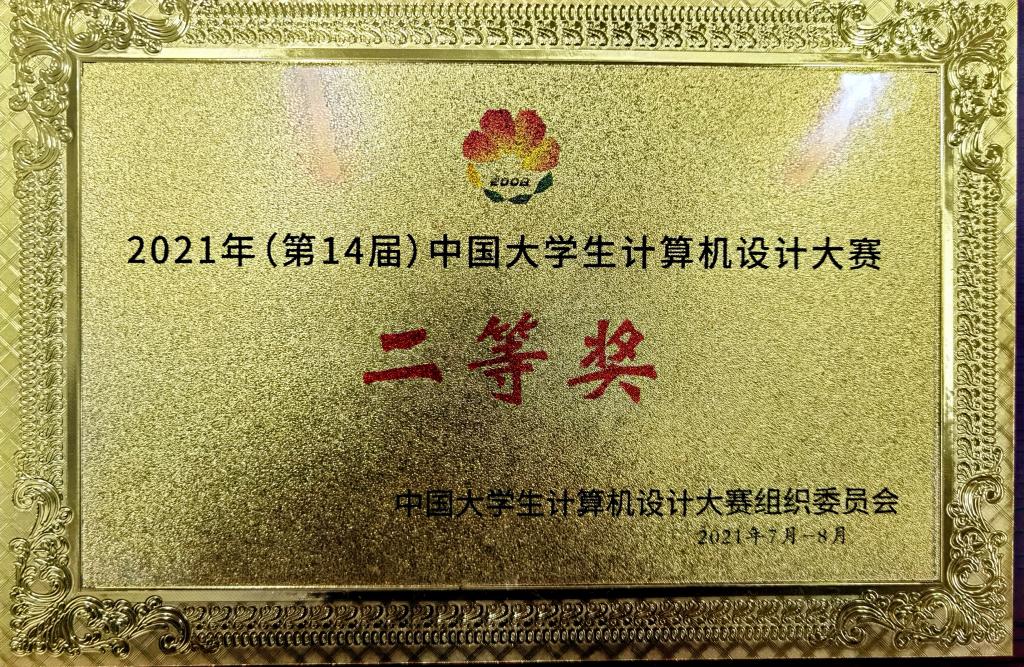 2008
2021年（第14届）中国大学生计算机设计大赛
二等奖
中国大学生计算机设计大赛组织委员会
2021年7月-8月